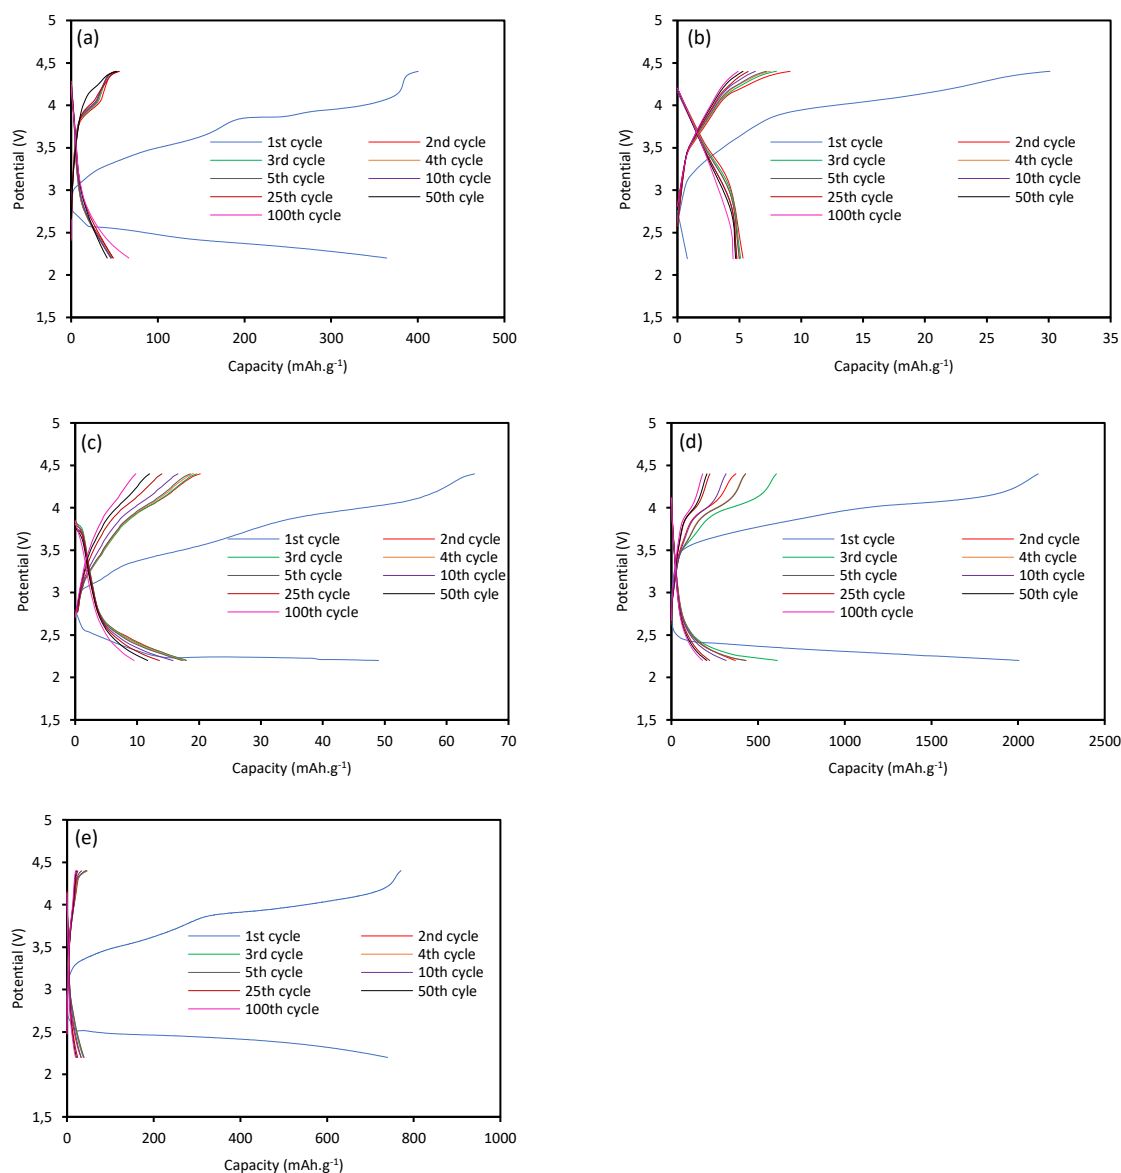 (a)
5
4,5
4
3,5
3
2,5
2
1,5
Potential (V)
1st cycle 2nd cycle
3rd cycle 4th cycle
5th cycle 10th cycle
25th cycle 50th cyle
100th cycle
0 100 200 300 400 500
Capacity (mAh.g⁻¹)
(b)
5
4,5
4
3,5
3
2,5
2
1,5
Potential (V)
1st cycle 2nd cycle
3rd cycle 4th cycle
5th cycle 10th cycle
25th cycle 50th cyle
100th cycle
0 5 10 15 20 25 30 35
Capacity (mAh.g⁻¹)
(c)
5
4,5
4
3,5
3
2,5
2
1,5
Potential (V)
1st cycle 2nd cycle
3rd cycle 4th cycle
5th cycle 10th cycle
25th cycle 50th cyle
100th cycle
0 10 20 30 40 50 60 70
Capacity (mAh.g⁻¹)
(d)
5
4,5
4
3,5
3
2,5
2
1,5
Potential (V)
1st cycle 2nd cycle
3rd cycle 4th cycle
5th cycle 10th cycle
25th cycle 50th cyle
100th cycle
0 500 1000 1500 2000 2500
Capacity (mAh.g⁻¹)
(e)
5
4,5
4
3,5
3
2,5
2
1,5
Potential (V)
1st cycle 2nd cycle
3rd cycle 4th cycle
5th cycle 10th cycle
25th cycle 50th cyle
100th cycle
0 200 400 600 800 1000
Capacity (mAh.g⁻¹)